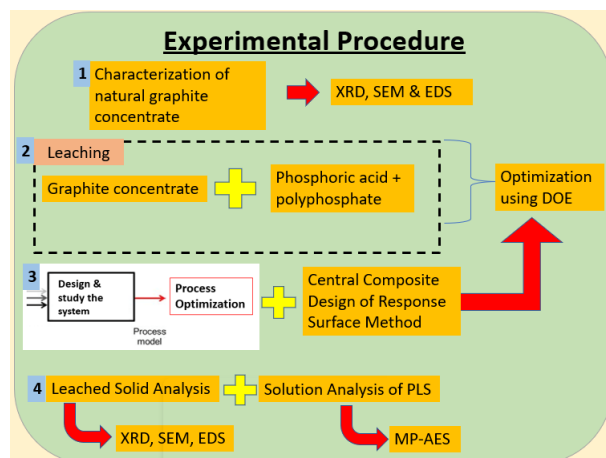 Experimental Procedure
1
Characterization of
natural graphite
concentrate
XRD, SEM & EDS
2
Leaching
Graphite concentrate
Phosphoric acid +
polyphosphate
Optimization
using DOE
3
Design &
study the
system
Process
model
Process
Optimization
Central Composite
Design of Response
Surface Method
4
Leached Solid Analysis
Solution Analysis of PLS
XRD, SEM, EDS
MP-AES